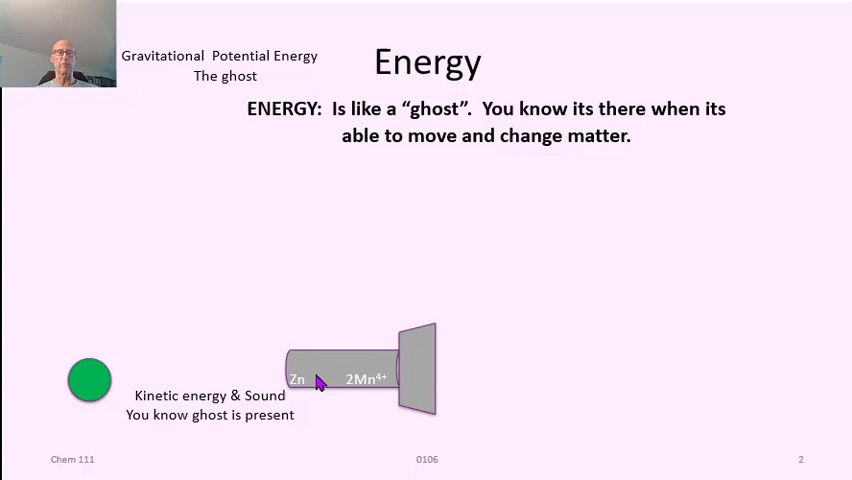 Gravitational Potential Energy
The ghost
Energy
ENERGY: Is like a “ghost”. You know its there when its
able to move and change matter.
Zn 2Mn⁴⁺
Kinetic energy & Sound
You know ghost is present
Chem 111 0106 2